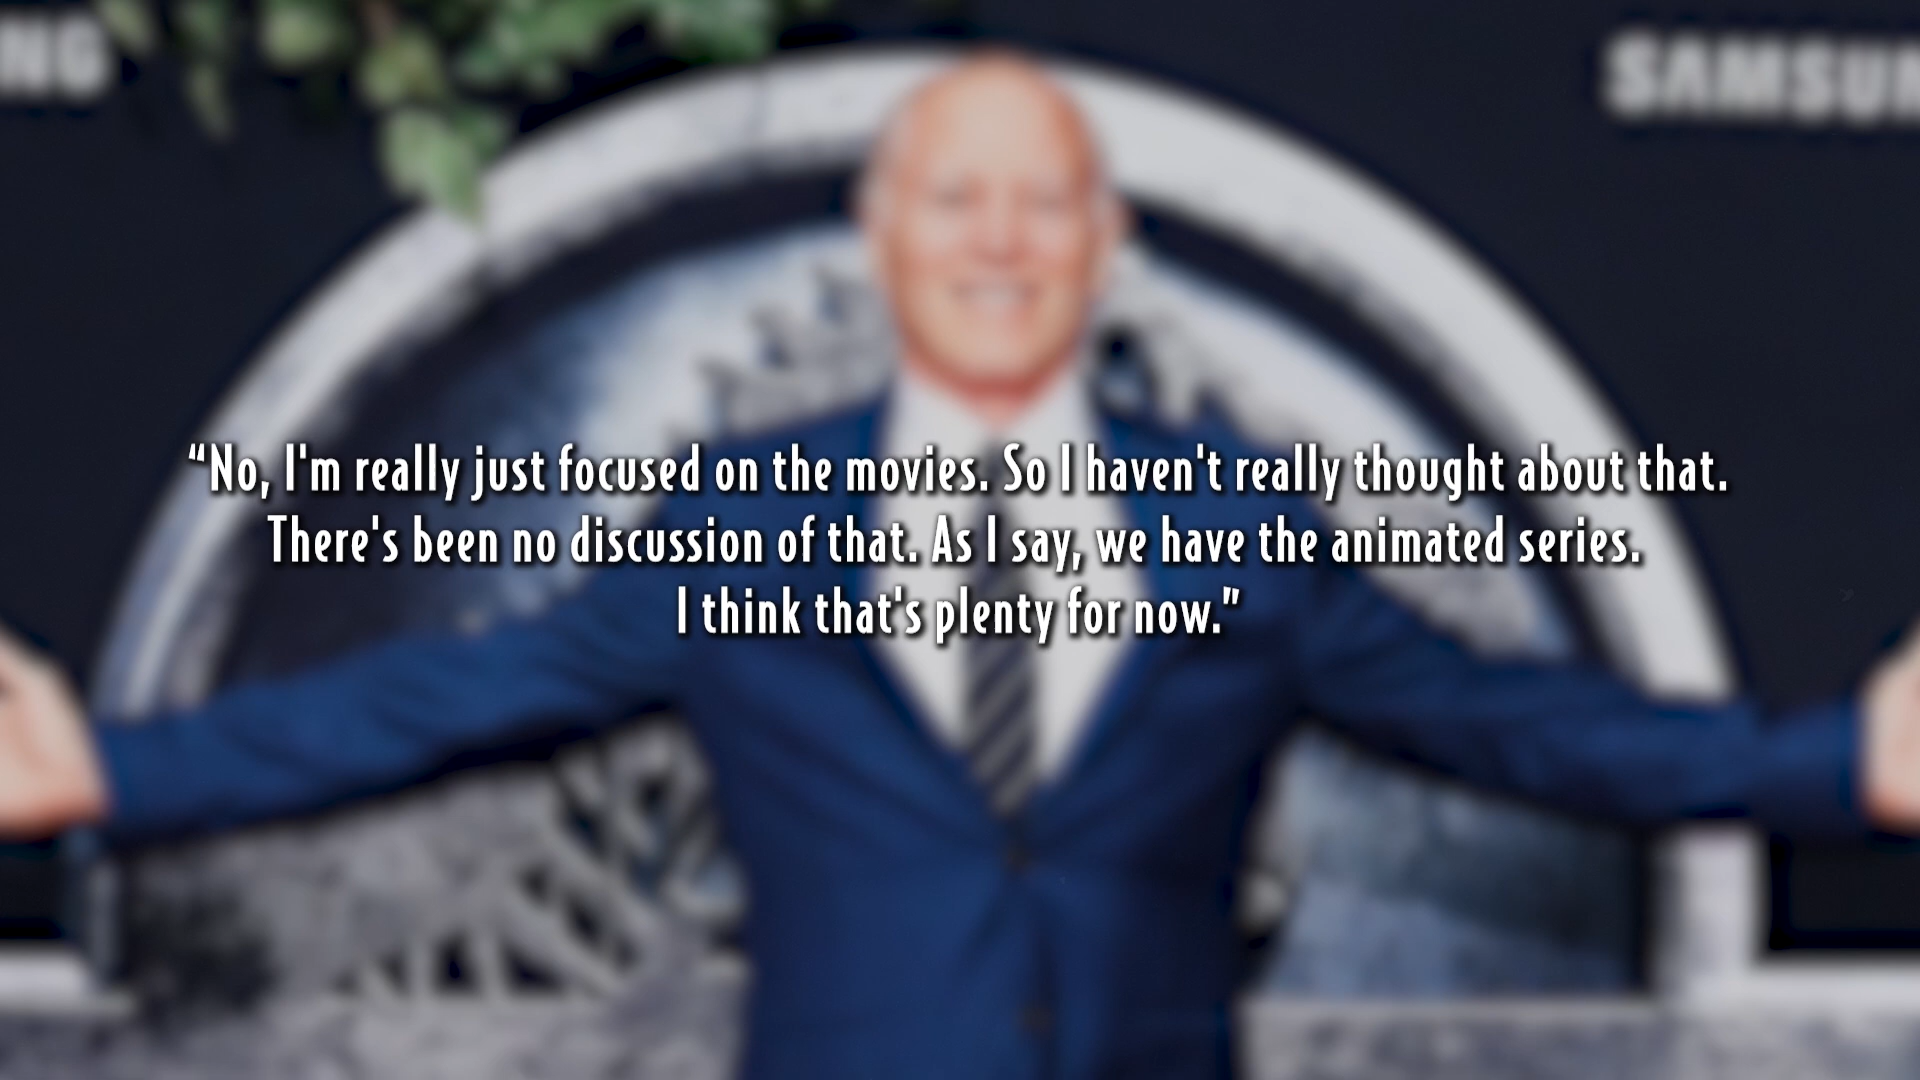 NG
SAMSUN
“No, I'm really just focused on the movies. So I haven't really thought about that.
There's been no discussion of that. As I say, we have the animated series.
I think that's plenty for now.”